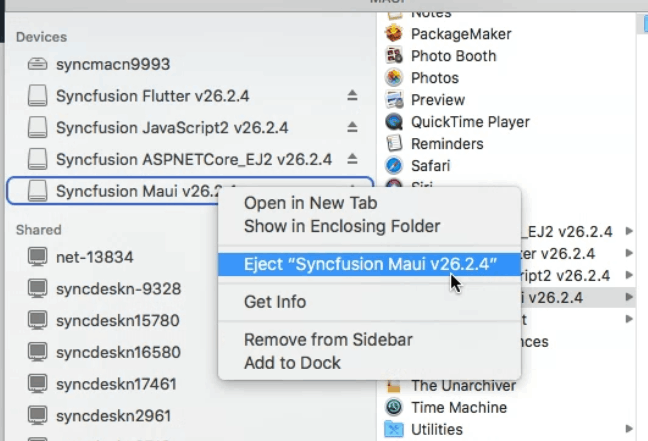 Devices
syncmacn9993
Syncfusion Flutter v26.2.4
Syncfusion JavaScript2 v26.2.4
Syncfusion ASPNETCore_EJ2 v26.2.4
Syncfusion Maui v26.2.4
Shared
net-13834
syncdeskn-9328
syncdeskn15780
syncdeskn16580
syncdeskn17461
syncdeskn2961
Open in New Tab
Show in Enclosing Folder
Eject “Syncfusion Maui v26.2.4”
Get Info
Remove from Sidebar
Add to Dock
Notes
PackageMaker
Photo Booth
Photos
Preview
QuickTime Player
Reminders
Safari
Siri
_EJ2 v26.2.4
ter v26.2.4
cript2 v26.2.4
i v26.2.4
t
nces
The Unarchiver
Time Machine
Utilities